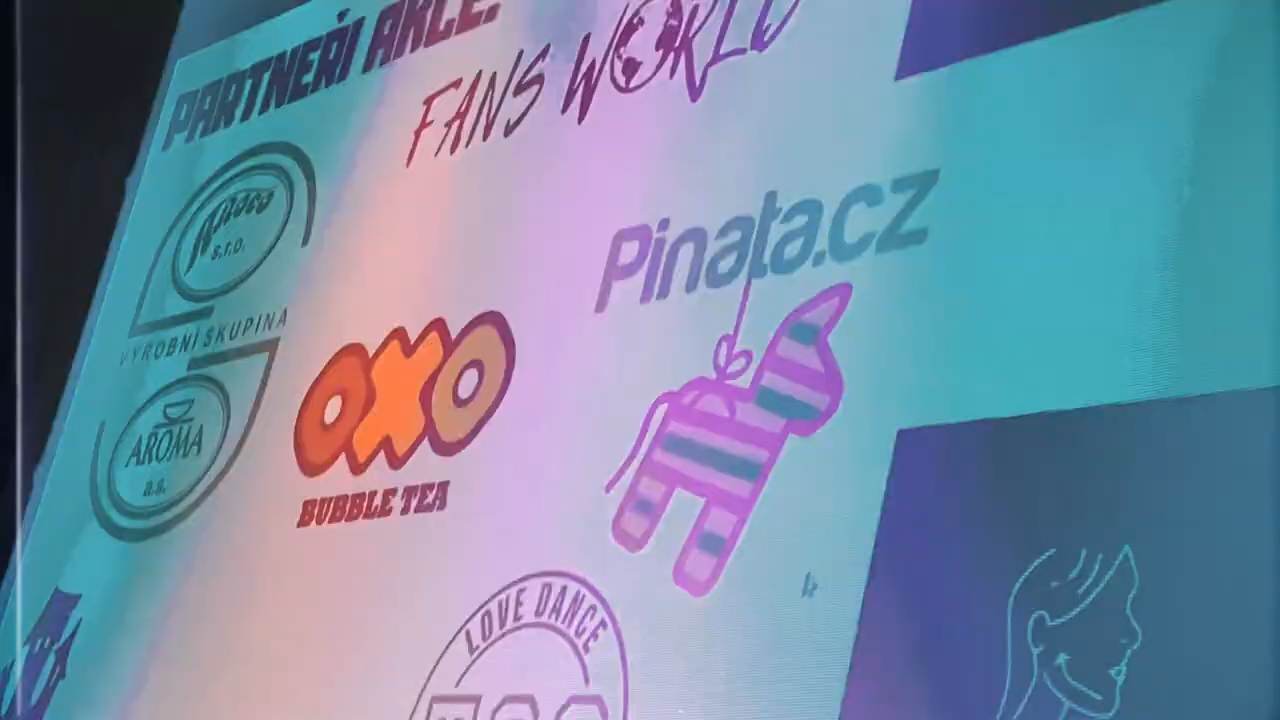 PARTNEŘI AKCE:
FANS WORLD
Pinata.cz
s.r.o.
VÝROBNÍ SKUPINA
AROMA
a.s.
OXO
BUBBLE TEA
LOVE DANCE